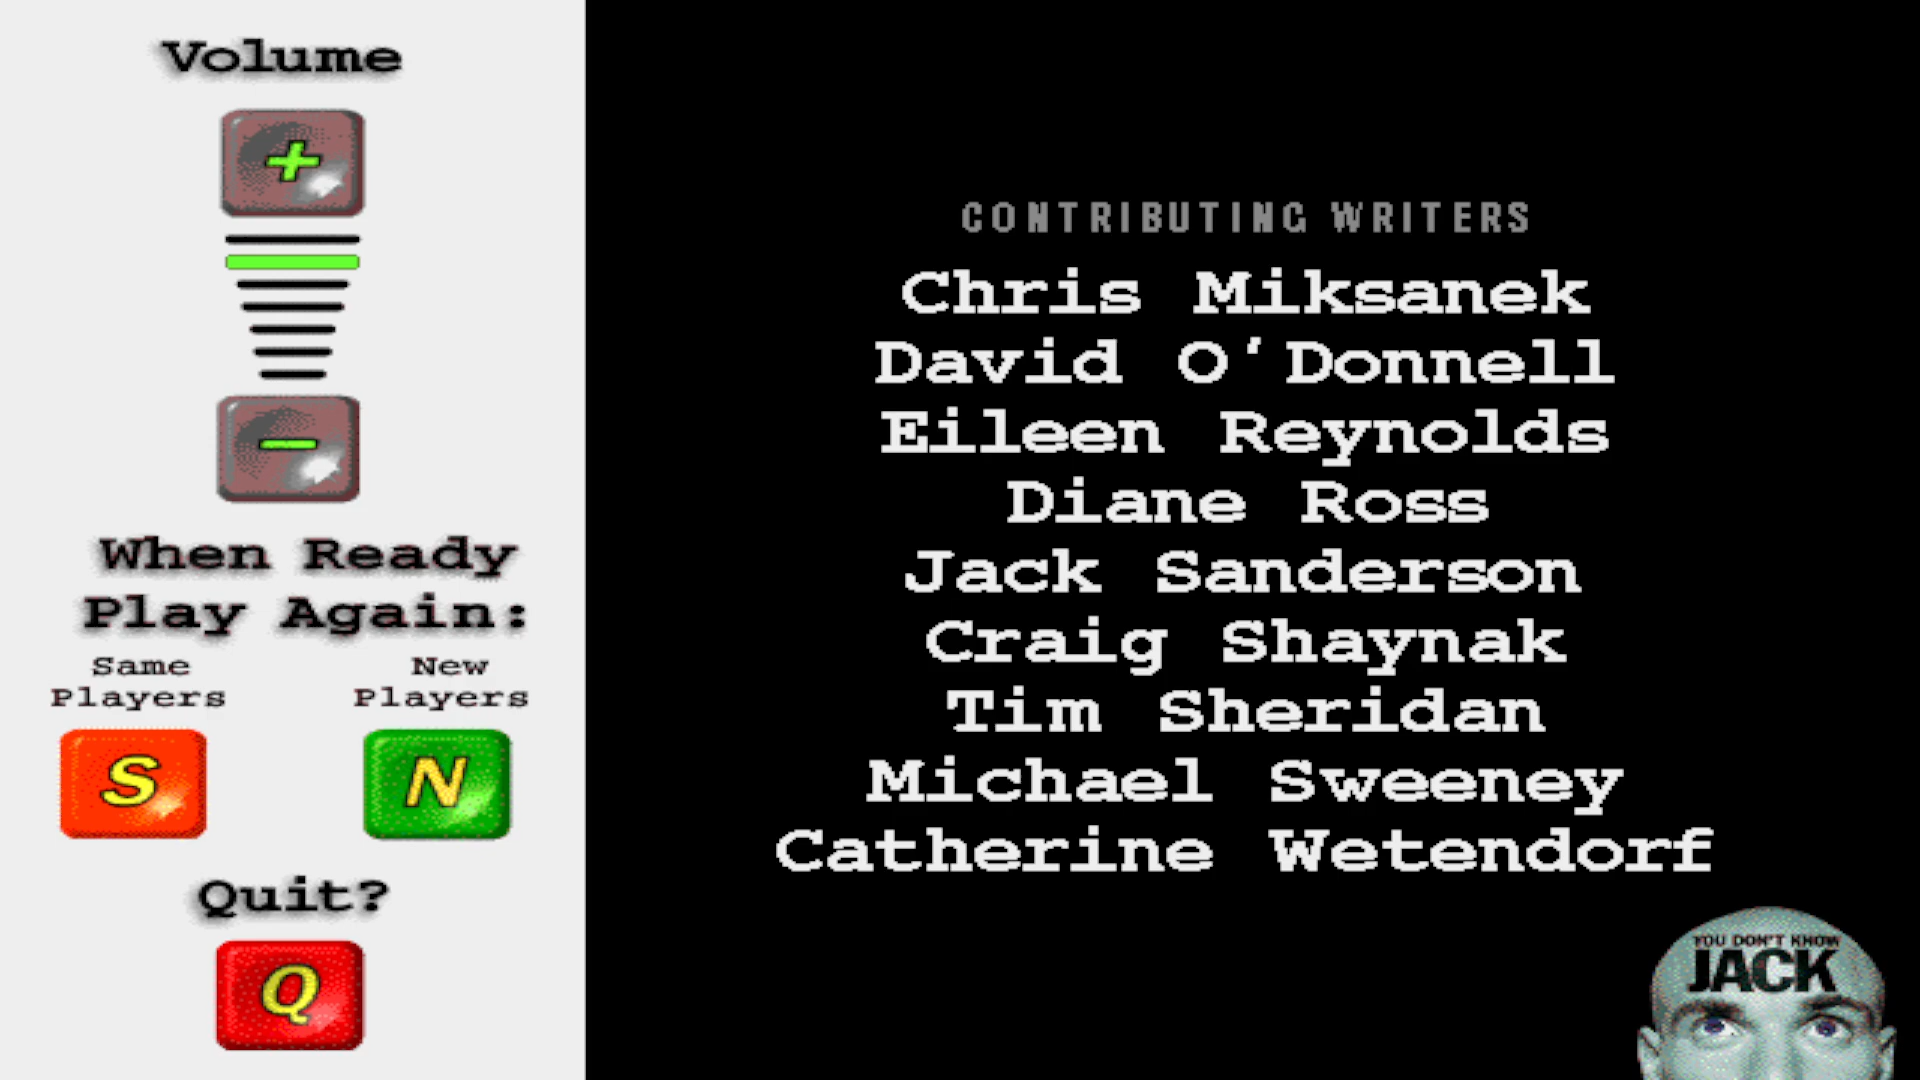 Volume
+
-
When Ready
Play Again:
Same
Players
New
Players
S
N
Quit?
Q
CONTRIBUTING WRITERS
Chris Miksanek
David O'Donnell
Eileen Reynolds
Diane Ross
Jack Sanderson
Craig Shaynak
Tim Sheridan
Michael Sweeney
Catherine Wetendorf
YOU DON'T KNOW
JACK